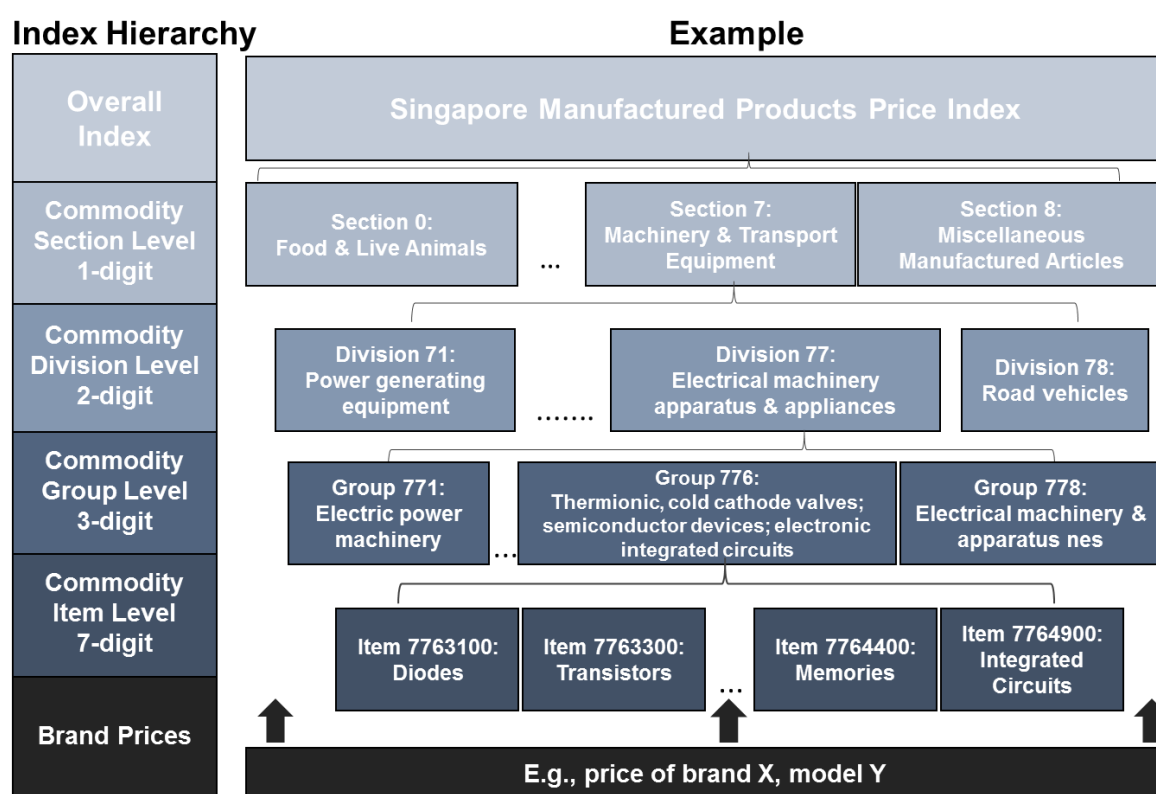 Index Hierarchy
Example
Overall
Index
Singapore Manufactured Products Price Index
Commodity
Section Level
1-digit
Section 0:
Food & Live Animals
...
Section 7:
Machinery & Transport
Equipment
Section 8:
Miscellaneous
Manufactured Articles
Commodity
Division Level
2-digit
Division 71:
Power generating
equipment
.......
Division 77:
Electrical machinery
apparatus & appliances
Division 78:
Road vehicles
Commodity
Group Level
3-digit
Group 771:
Electric power
machinery
...
Group 776:
Thermionic, cold cathode valves;
semiconductor devices; electronic
integrated circuits
Group 778:
Electrical machinery &
apparatus nes
Commodity
Item Level
7-digit
Item 7763100:
Diodes
Item 7763300:
Transistors
...
Item 7764400:
Memories
Item 7764900:
Integrated
Circuits
Brand Prices
E.g., price of brand X, model Y